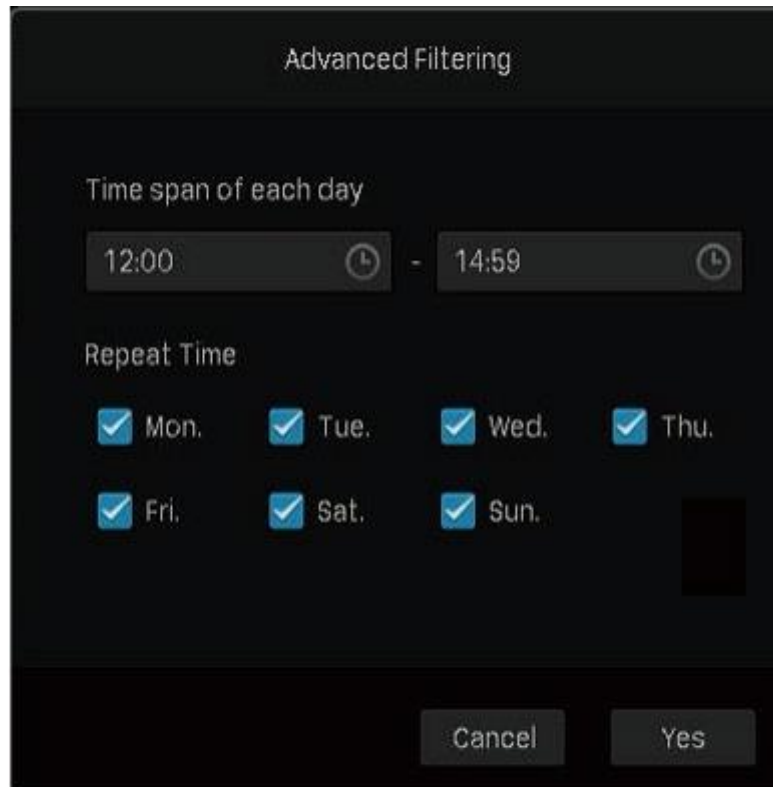 Advanced Filtering
Time span of each day
12:00 - 14:59
Repeat Time
Mon. Tue. Wed. Thu.
Fri. Sat. Sun.
Cancel Yes